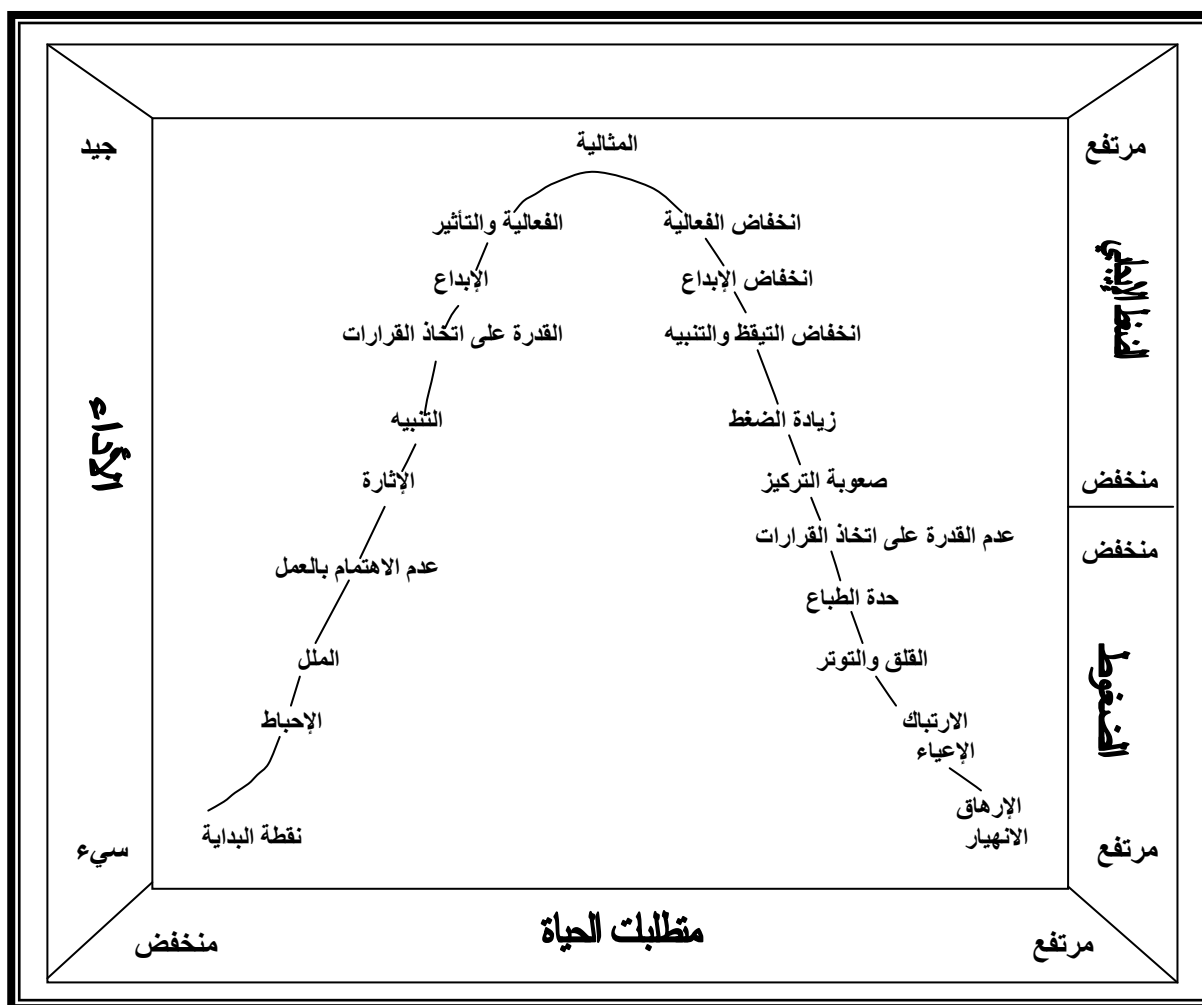 المثالية
مرتفع
جيد
انخفاض الفعالية
الفعالية والتأثير
الضغط الإيجابي
انخفاض الإبداع
الإبداع
انخفاض التيقظ والتنبيه
القدرة على اتخاذ القرارات
زيادة الضغط
التنبيه
الأداء
منخفض
صعوبة التركيز
الإثارة
منخفض
عدم القدرة على اتخاذ القرارات
عدم الاهتمام بالعمل
حدة الطباع
الضغوط
القلق والتوتر
الملل
الارتباك
الإعياء
الإحباط
الإرهاق
الانهيار
نقطة البداية
مرتفع
سيء
مرتفع
متطلبات الحياة
منخفض